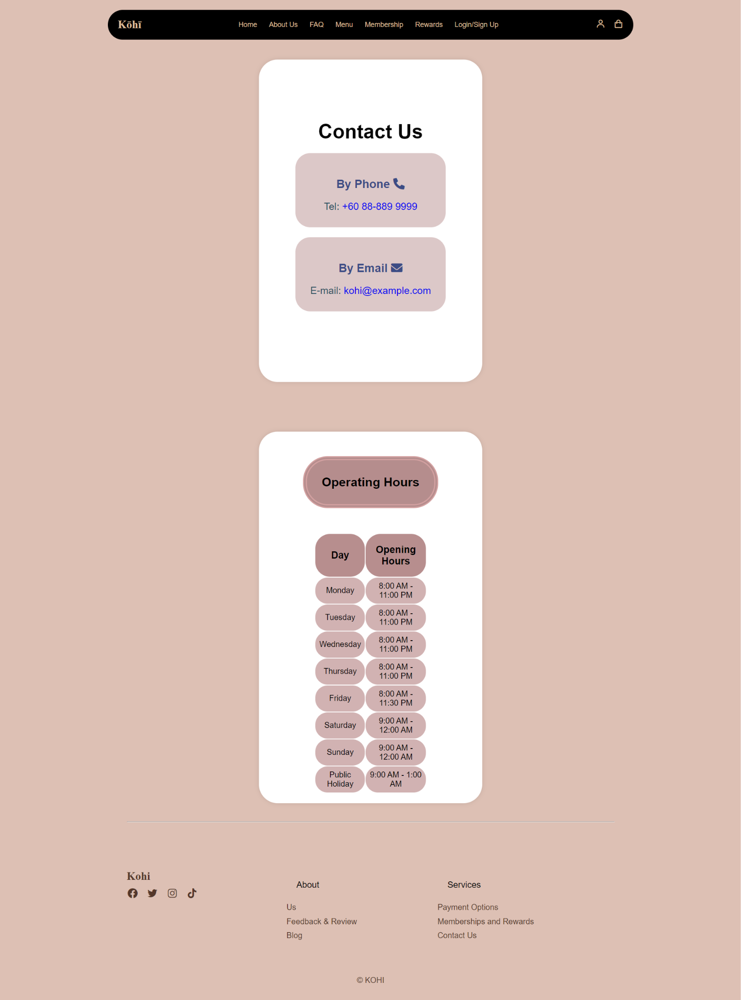 Kōhī
Home About Us FAQ Menu Membership Rewards Login/Sign Up
Contact Us
By Phone
Tel: +60 88-889 9999
By Email
E-mail: kohi@example.com
Operating Hours
Day
Opening
Hours
Monday
8:00 AM -
11:00 PM
Tuesday
8:00 AM -
11:00 PM
Wednesday
8:00 AM -
11:00 PM
Thursday
8:00 AM -
11:00 PM
Friday
8:00 AM -
11:30 PM
Saturday
9:00 AM -
12:00 AM
Sunday
9:00 AM -
12:00 AM
Public
Holiday
9:00 AM - 1:00
AM
Kohi
About
Us
Feedback & Review
Blog
Services
Payment Options
Memberships and Rewards
Contact Us
© KOHI